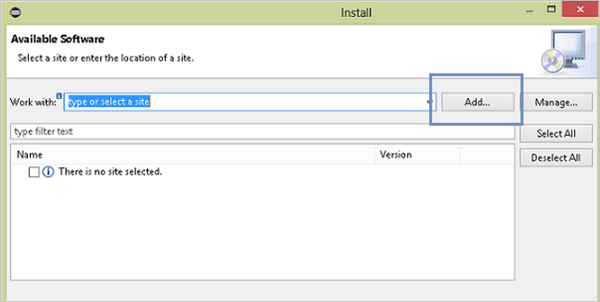 Install
Available Software
Select a site or enter the location of a site.
Work with: type or select a site Add... Manage...
type filter text Select All
Name Version Deselect All
There is no site selected.